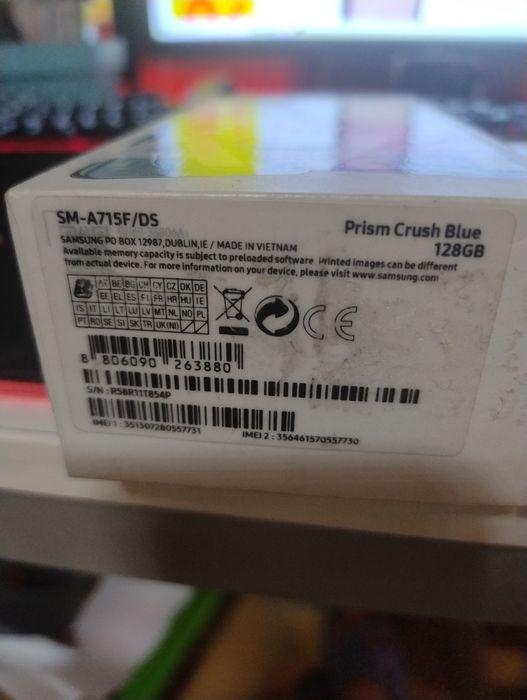 SM-A715F/DS
Prism Crush Blue
128GB
SAMSUNG PO BOX 12987,DUBLIN,IE / MADE IN VIETNAM
Available memory capacity is subject to preloaded software Printed images can be different
from actual device. For more information on your device, please visit www.samsung.com
AT BE BG CH CY CZ DK DE
EE EL ES FI FR HR HU IE
IS IT LI LT LU LV MT NL NO PL
PT RO SE SI SK TR UK(NI)
CE
8 806090 263880
S/N : R58R11T854P
IMEI 1 : 351307280557731
IMEI 2 : 356461570557730